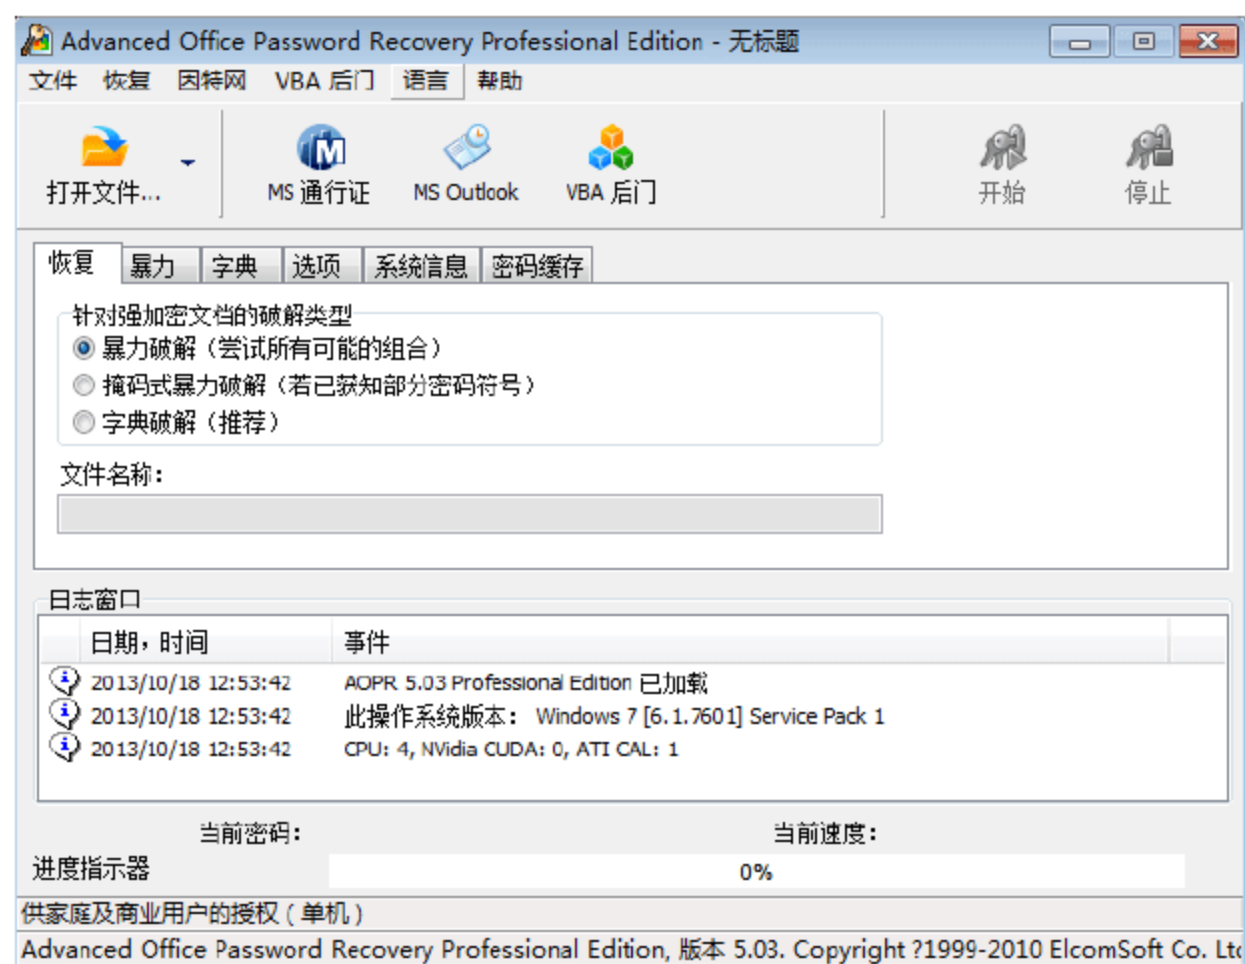 Advanced Office Password Recovery Professional Edition - 无标题
文件 恢复 因特网 VBA 后门 语言 帮助
打开文件... MS 通行证 MS Outlook VBA 后门 开始 停止
恢复 暴力 字典 选项 系统信息 密码缓存
针对强加密文档的破解类型
暴力破解（尝试所有可能的组合）
掩码式暴力破解（若已获知部分密码符号）
字典破解（推荐）
文件名称：
日志窗口
日期，时间 事件
2013/10/18 12:53:42 AOPR 5.03 Professional Edition 已加载
2013/10/18 12:53:42 此操作系统版本： Windows 7 [6.1.7601] Service Pack 1
2013/10/18 12:53:42 CPU: 4, NVidia CUDA: 0, ATI CAL: 1
当前密码： 当前速度：
进度指示器 0%
供家庭及商业用户的授权 ( 单机 )
Advanced Office Password Recovery Professional Edition, 版本 5.03. Copyright ?1999-2010 ElcomSoft Co. Ltd